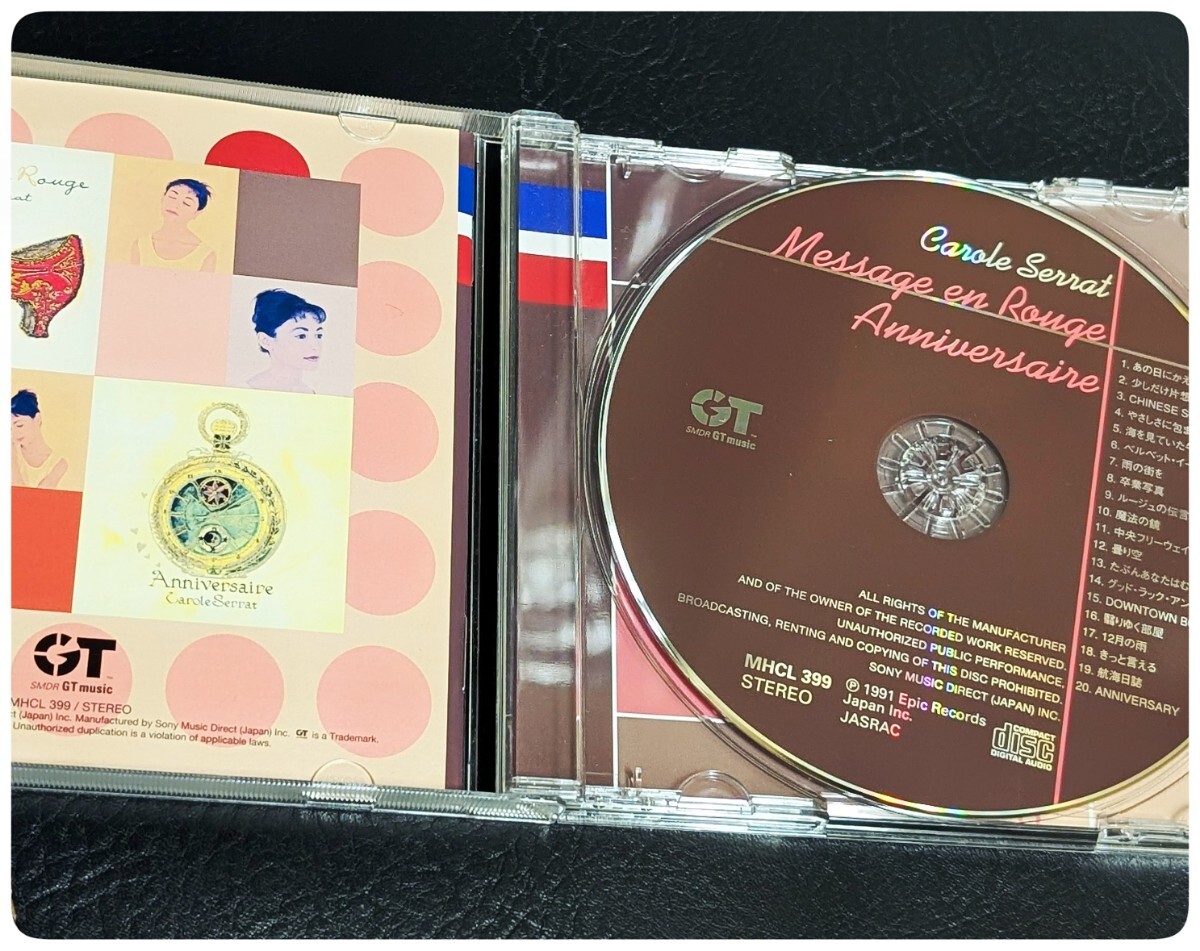 Rouge
at
Anniversaire
Carole Serrat
GT
SMDR GT music
MHCL 399 / STEREO
ct (Japan) Inc. Manufactured by Sony Music Direct (Japan) Inc. GT is a Trademark.
Unauthorized duplication is a violation of applicable laws.
Carole Serrat
Message en Rouge
Anniversaire
GT™
SMDR GT music
1. あの日にかえ
2. 少しだけ片想
3. CHINESE S
4. やさしさに包ま
5. 海を見ていた午
6. ベルベット・イー
7. 雨の街を
8. 卒業写真
9. ルージュの伝言
10. 魔法の鏡
11. 中央フリーウェイ
12. 曇り空
13. たぶんあなたはむ
14. グッド・ラック・アン
15. DOWNTOWN BO
16. 翳りゆく部屋
17. 12月の雨
18. きっと言える
19. 航海日誌
20. ANNIVERSARY
ALL RIGHTS OF THE MANUFACTURER
AND OF THE OWNER OF THE RECORDED WORK RESERVED.
UNAUTHORIZED PUBLIC PERFORMANCE,
BROADCASTING, RENTING AND COPYING OF THIS DISC PROHIBITED.
SONY MUSIC DIRECT (JAPAN) INC.
MHCL 399
STEREO
℗ 1991 Epic Records
Japan Inc.
JASRAC
COMPACT
disc
DIGITAL AUDIO